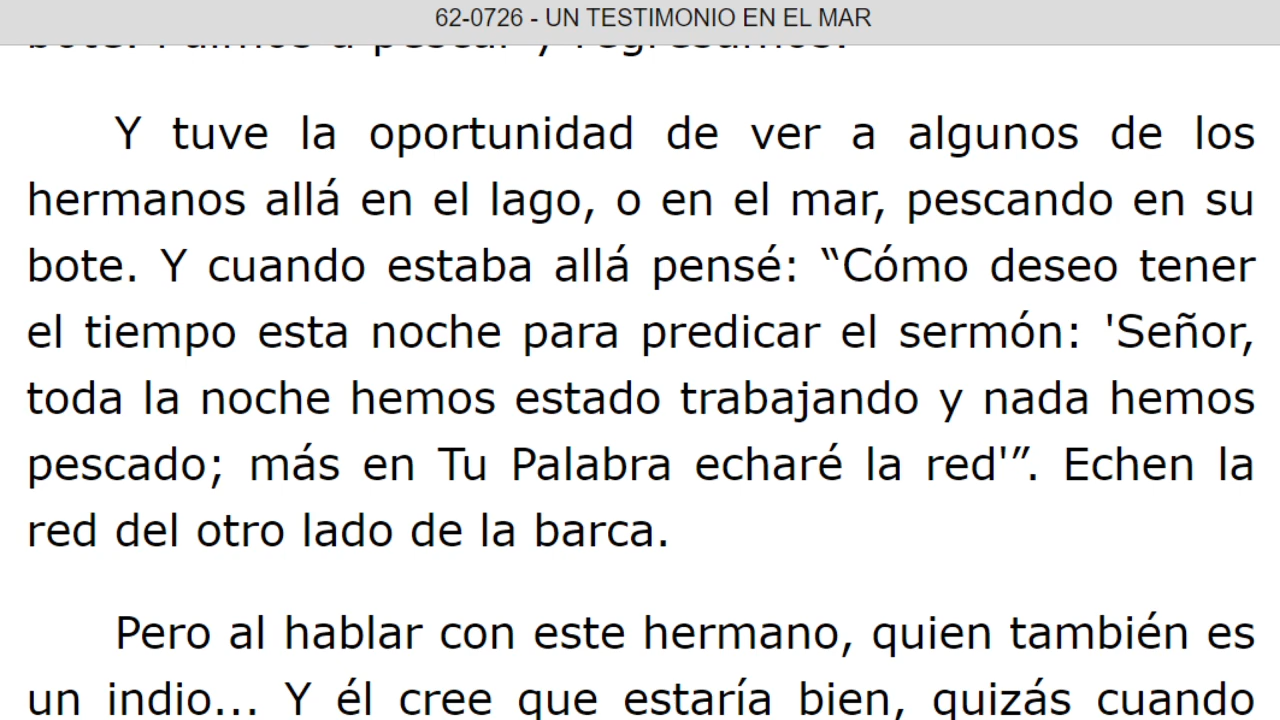 62-0726 - UN TESTIMONIO EN EL MAR
bote. Fuimos a pescar y regresamos.
Y tuve la oportunidad de ver a algunos de los
hermanos allá en el lago, o en el mar, pescando en su
bote. Y cuando estaba allá pensé: “Cómo deseo tener
el tiempo esta noche para predicar el sermón: 'Señor,
toda la noche hemos estado trabajando y nada hemos
pescado; más en Tu Palabra echaré la red'”. Echen la
red del otro lado de la barca.
Pero al hablar con este hermano, quien también es
un indio... Y él cree que estaría bien, quizás cuando